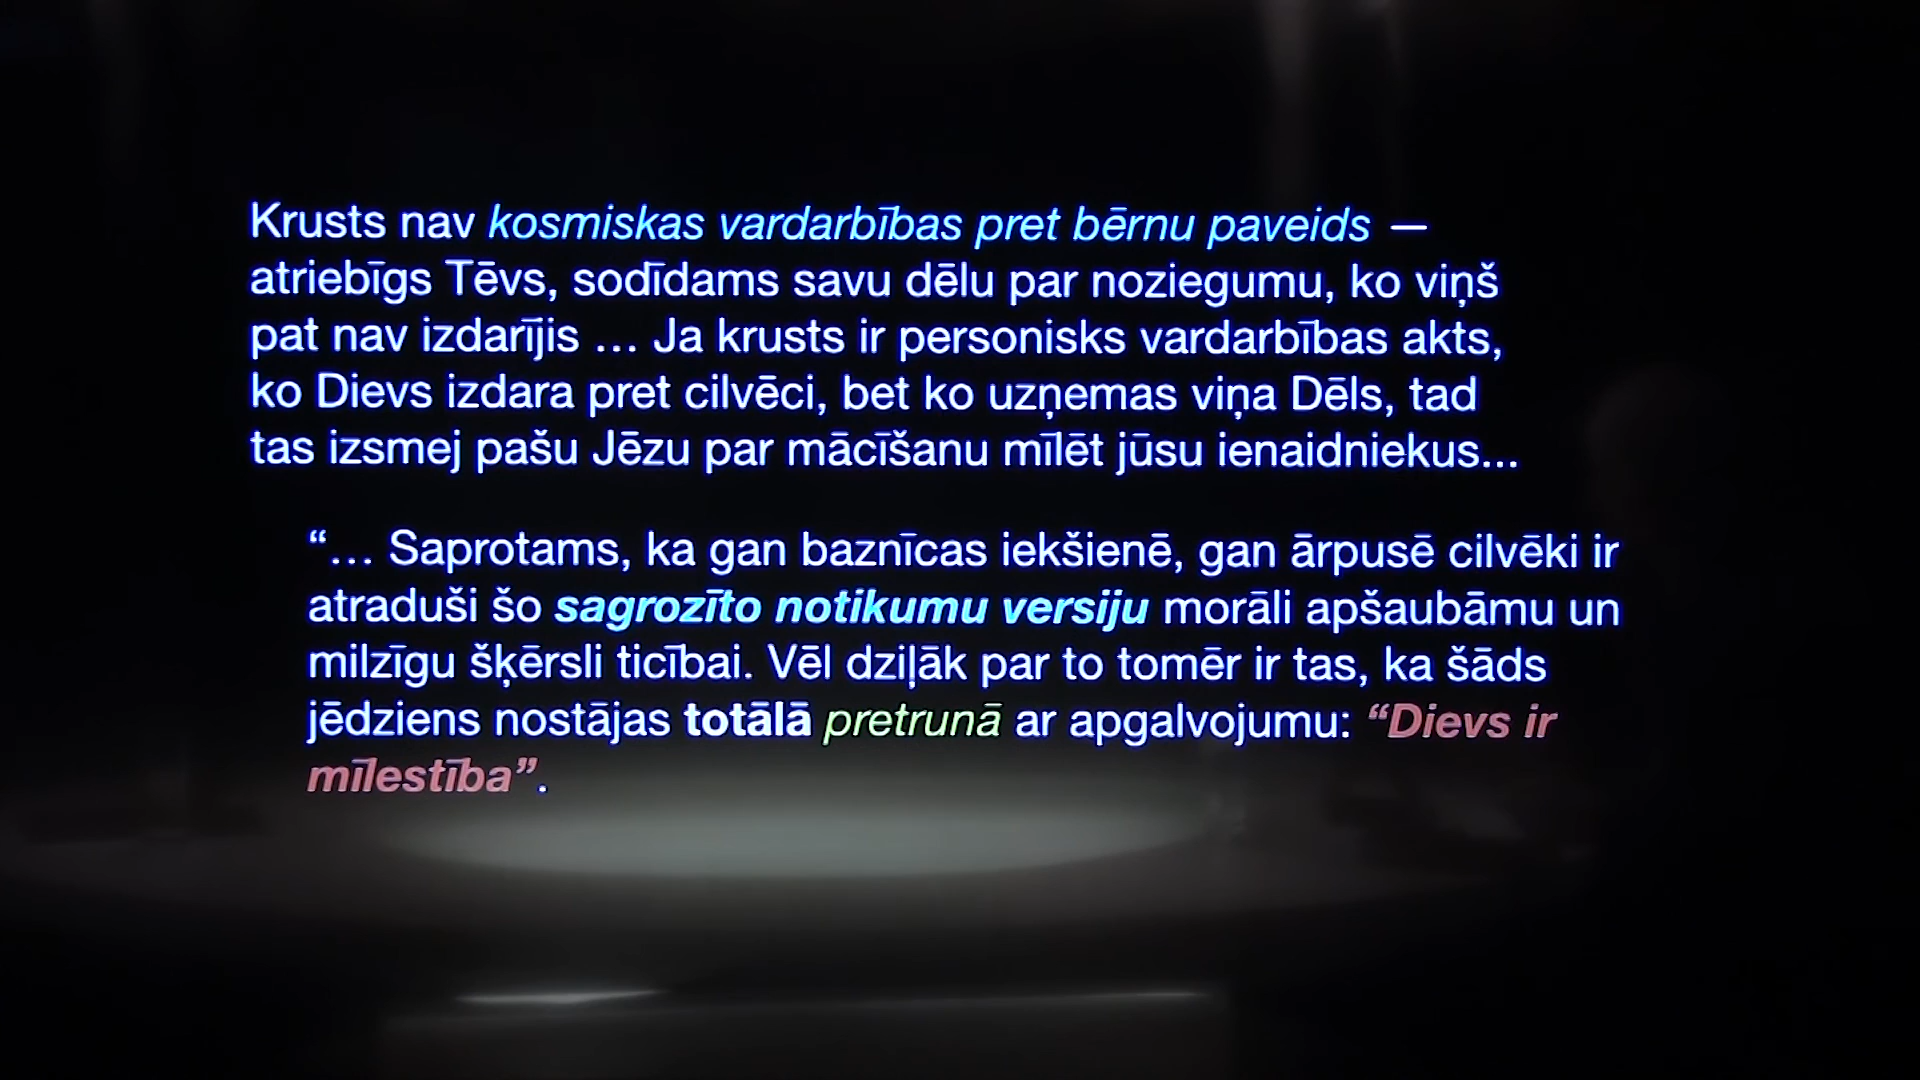 Krusts nav kosmiskas vardarbības pret bērnu paveids —
atriebīgs Tēvs, sodīdams savu dēlu par noziegumu, ko viņš
pat nav izdarījis … Ja krusts ir personisks vardarbības akts,
ko Dievs izdara pret cilvēci, bet ko uzņemas viņa Dēls, tad
tas izsmej pašu Jēzu par mācīšanu mīlēt jūsu ienaidniekus...
“… Saprotams, ka gan baznīcas iekšienē, gan ārpusē cilvēki ir
atraduši šo sagrozīto notikumu versiju morāli apšaubāmu un
milzīgu šķērsli ticībai. Vēl dziļāk par to tomēr ir tas, ka šāds
jēdziens nostājas totālā pretrunā ar apgalvojumu: “Dievs ir
mīlestība”.